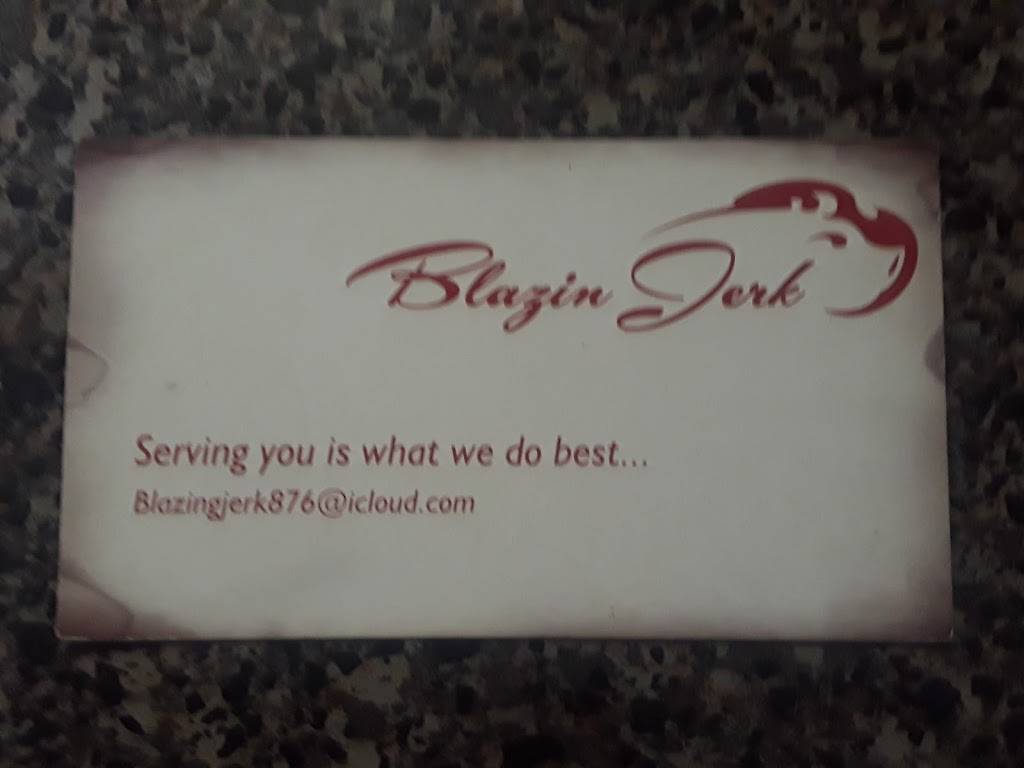 Blazin Jerk
Serving you is what we do best...
Blazingjerk876@icloud.com